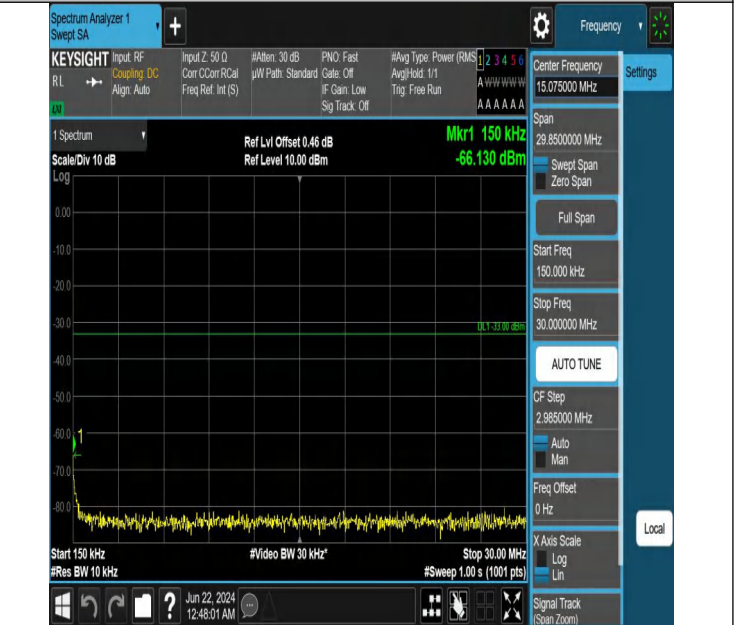 Spectrum Analyzer 1
Swept SA
+
Frequency
KEYSIGHT
RL
Input: RF
Coupling: DC
Align: Auto
Input Z: 50 Ω
Corr CCorr RCal
Freq Ref: Int (S)
#Atten: 30 dB
µW Path: Standard
PNO: Fast
Gate: Off
IF Gain: Low
Sig Track: Off
#Avg Type: Power (RMS
Avg|Hold: 1/1
Trig: Free Run
1 2 3 4 5 6
A W W W W W
A A A A A A
1 Spectrum
Scale/Div 10 dB
Log
Ref Lvl Offset 0.46 dB
Ref Level 10.00 dBm
Mkr1 150 kHz
-66.130 dBm
0.00
-10.0
-20.0
-30.0
-40.0
-50.0
-60.0
-70.0
-80.0
DL1 -33.00 dBm
1
Start 150 kHz
#Res BW 10 kHz
#Video BW 30 kHz*
Stop 30.00 MHz
#Sweep 1.00 s (1001 pts)
Jun 22, 2024
12:48:01 AM
?
Center Frequency
15.075000 MHz
Settings
Span
29.8500000 MHz
Swept Span
Zero Span
Full Span
Start Freq
150.000 kHz
Stop Freq
30.000000 MHz
AUTO TUNE
CF Step
2.985000 MHz
Auto
Man
Freq Offset
0 Hz
X Axis Scale
Log
Lin
Local
Signal Track
(Span Zoom)